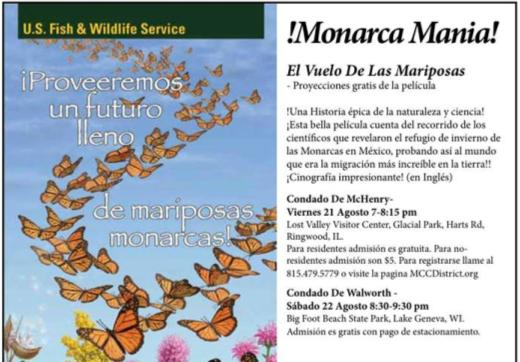 U.S. Fish & Wildlife Service
¡Proveeremos
un futuro
lleno
de mariposas
monarcas!
!Monarca Mania!
El Vuelo De Las Mariposas
- Proyecciones gratis de la película
!Una Historia épica de la naturaleza y ciencia!
¡Esta bella película cuenta del recorrido de los
científicos que revelaron el refugio de invierno de
las Monarcas en México, probando así al mundo
que era la migración más increíble en la tierra!!
¡Cinografía impresionante! (en Inglés)
Condado De McHenry-
Viernes 21 Agosto 7-8:15 pm
Lost Valley Visitor Center, Glacial Park, Harts Rd,
Ringwood, IL.
Para residentes admisión es gratuita. Para no-
residentes admisión son $5. Para registrarse llame al
815.479.5779 o visite la pagina MCCDistrict.org
Condado De Walworth -
Sábado 22 Agosto 8:30-9:30 pm
Big Foot Beach State Park, Lake Geneva, WI.
Admisión es gratis con pago de estacionamiento.